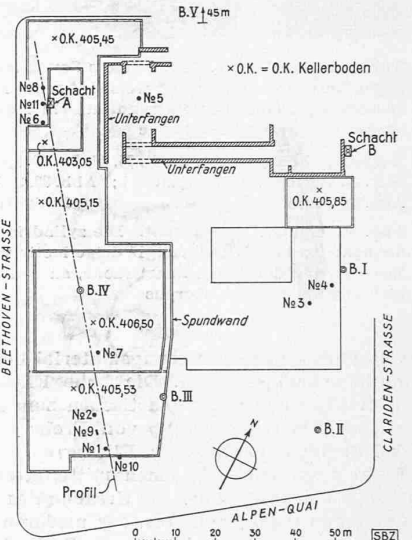 B.V 45m
×O.K. 405,45
×O.K. = O.K. Kellerboden
№8
Schacht
№11
A
№5
№6
Unterfangen
Schacht
B
O.K. 403,05
Unterfangen
×O.K. 405,15
×
O.K. 405,85
BEETHOVEN-STRASSE
B.I
B.IV
№4
№3
×O.K. 406,50
Spundwand
№7
×O.K. 405,53
CLARIDEN-STRASSE
B.III
№2
№9
B.II
№1
№10
N
Profil
ALPEN-QUAI
0 10 20 30 40 50 m
SBZ